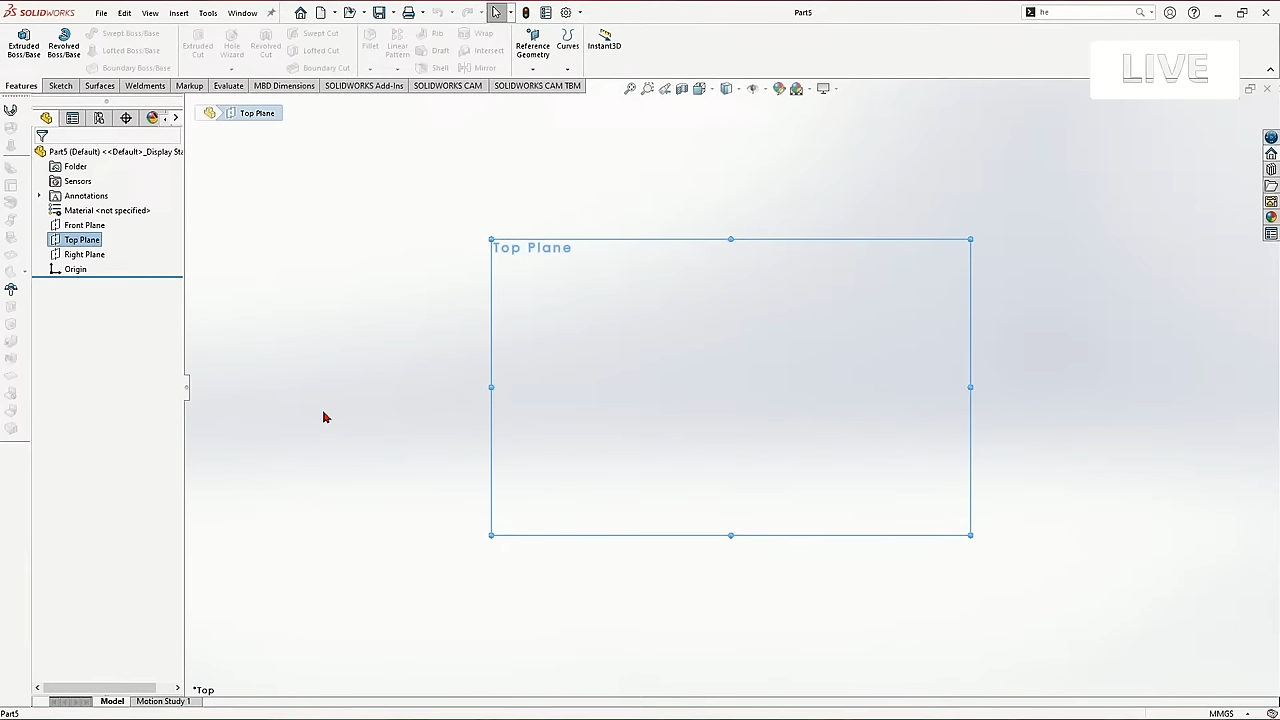 SOLIDWORKS File Edit View Insert Tools Window Part5 he
LIVE
Extruded Boss/Base
Revolved Boss/Base
Swept Boss/Base
Lofted Boss/Base
Boundary Boss/Base
Extruded Cut
Hole Wizard
Revolved Cut
Swept Cut
Lofted Cut
Boundary Cut
Fillet
Linear Pattern
Rib
Draft
Shell
Wrap
Intersect
Mirror
Reference Geometry
Curves
Instant3D
Features Sketch Surfaces Weldments Markup Evaluate MBD Dimensions SOLIDWORKS Add-Ins SOLIDWORKS CAM SOLIDWORKS CAM TBM
Top Plane
Part5 (Default) <<Default>_Display Sta
Folder
Sensors
Annotations
Material <not specified>
Front Plane
Top Plane
Right Plane
Origin
Top Plane
*Top
Model Motion Study 1
Part5 MMGS